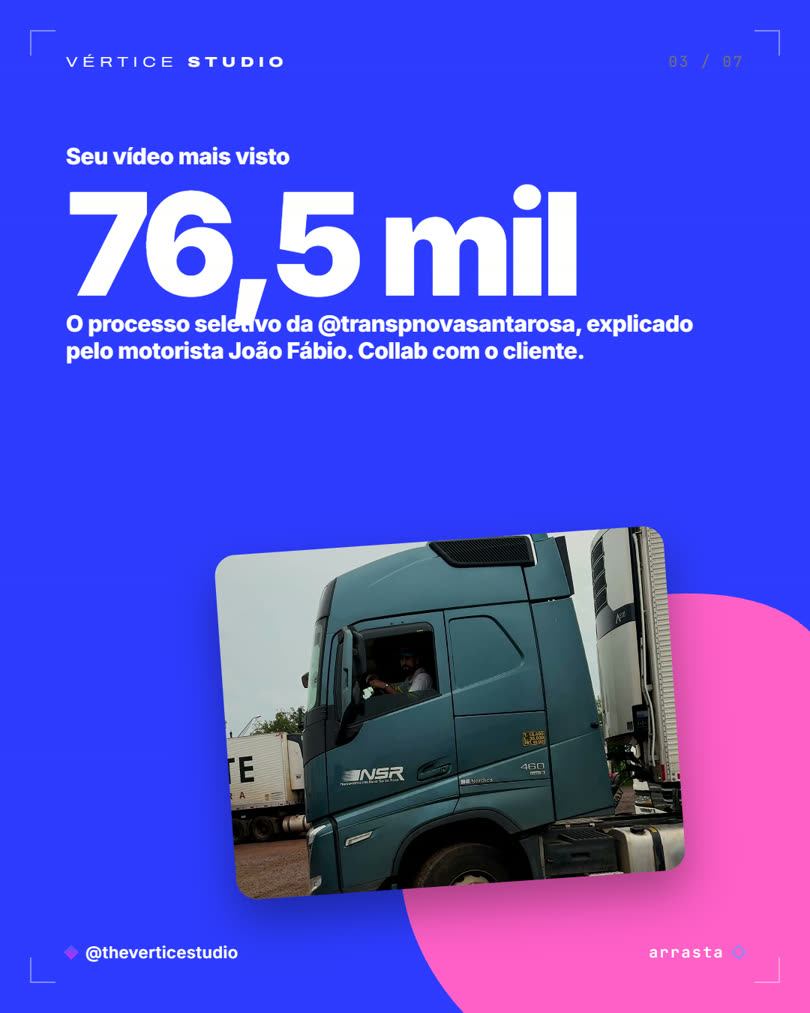 VÉRTICE STUDIO
03 / 07
Seu vídeo mais visto
76,5 mil
O processo seletivo da @transpnovasantarosa, explicado
pelo motorista João Fábio. Collab com o cliente.
TE
NSR
460
@theverticestudio
arrasta